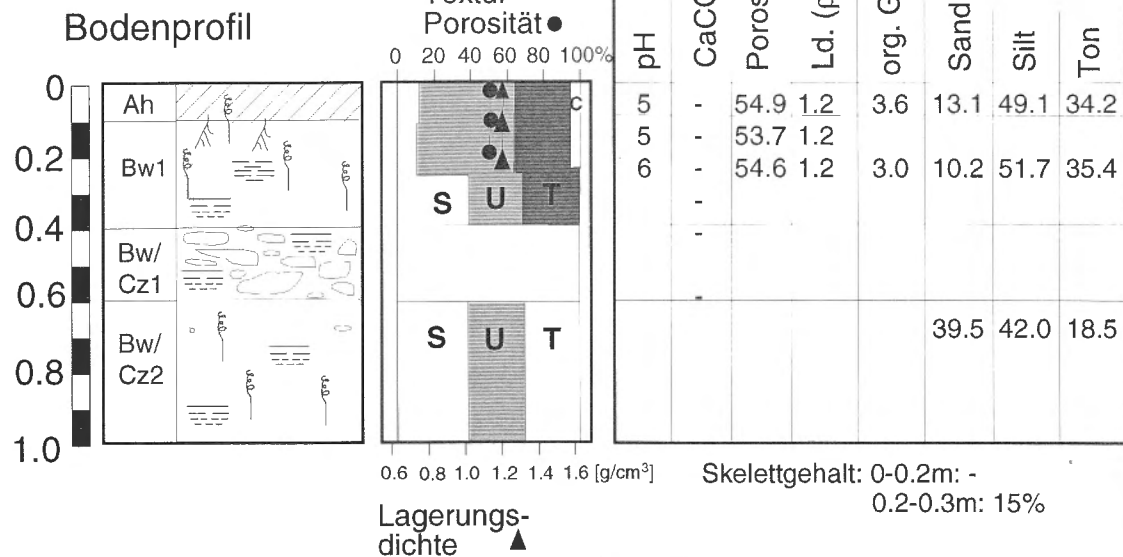 Bodenprofil
Porosität
0 20 40 60 80 100%
pH
CaCO
Poros
Ld. (ρ
org. G
Sand
Silt
Ton
0
0.2
0.4
0.6
0.8
1.0
Ah
Bw1
Bw/
Cz1
Bw/
Cz2
C
S U T
S U T
5 - 54.9 1.2 3.6 13.1 49.1 34.2
5 - 53.7 1.2
6 - 54.6 1.2 3.0 10.2 51.7 35.4
-
-
-
39.5 42.0 18.5
0.6 0.8 1.0 1.2 1.4 1.6 [g/cm³]
Lagerungs-
dichte
Skelettgehalt: 0-0.2m: -
0.2-0.3m: 15%